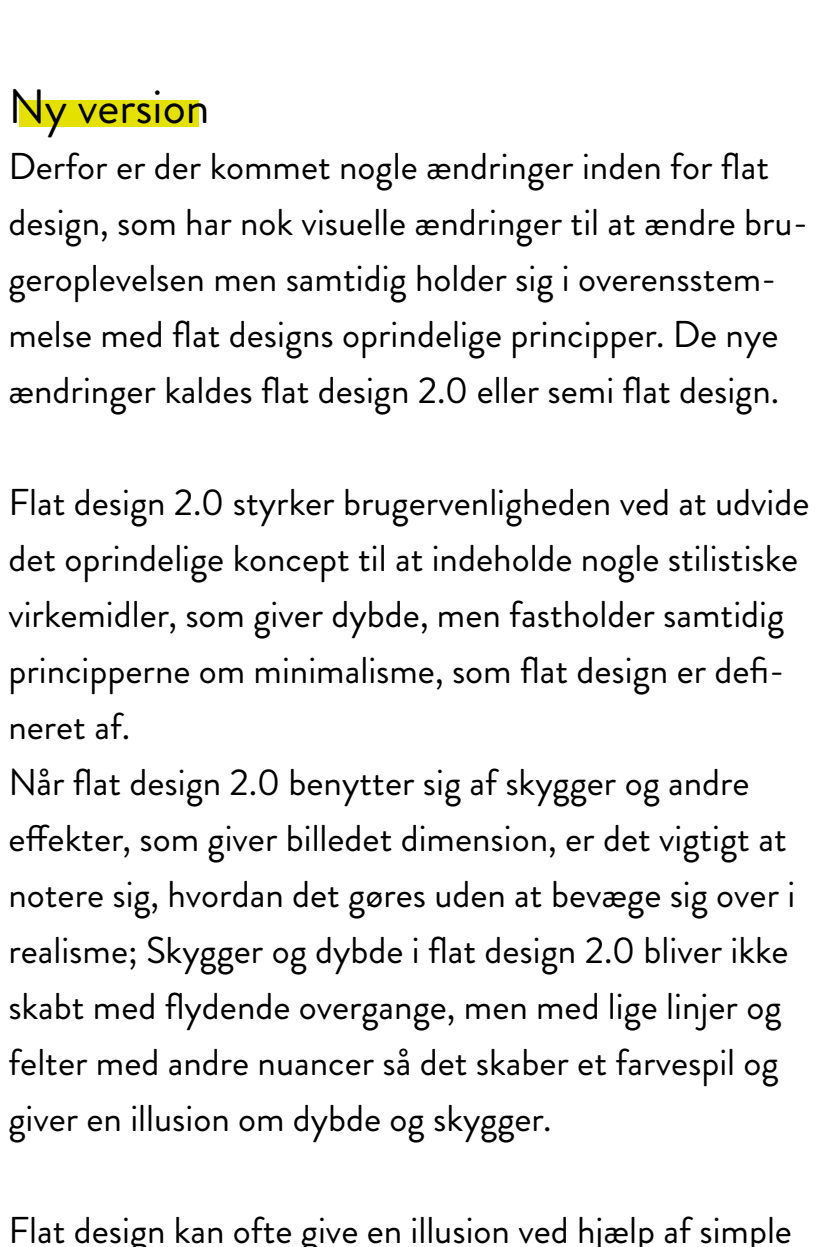 Ny version
Derfor er der kommet nogle ændringer inden for flat
design, som har nok visuelle ændringer til at ændre bru-
geroplevelsen men samtidig holder sig i overensstem-
melse med flat designs oprindelige principper. De nye
ændringer kaldes flat design 2.0 eller semi flat design.
Flat design 2.0 styrker brugervenligheden ved at udvide
det oprindelige koncept til at indeholde nogle stilistiske
virkemidler, som giver dybde, men fastholder samtidig
principperne om minimalisme, som flat design er defi-
neret af.
Når flat design 2.0 benytter sig af skygger og andre
effekter, som giver billedet dimension, er det vigtigt at
notere sig, hvordan det gøres uden at bevæge sig over i
realisme; Skygger og dybde i flat design 2.0 bliver ikke
skabt med flydende overgange, men med lige linjer og
felter med andre nuancer så det skaber et farvespil og
giver en illusion om dybde og skygger.
Flat design kan ofte give en illusion ved hjælp af simple